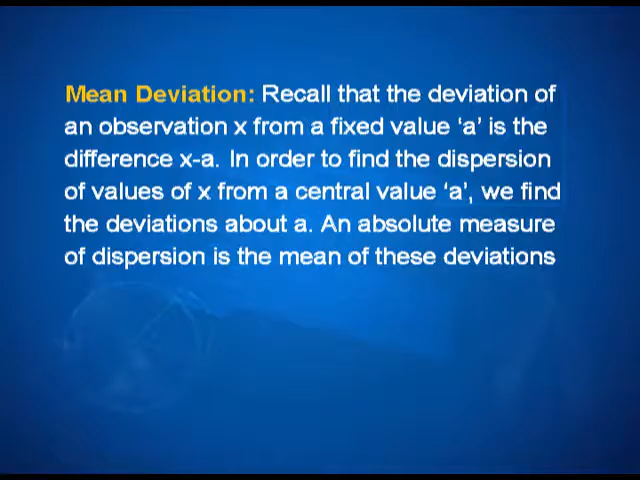 Mean Deviation: Recall that the deviation of
an observation x from a fixed value ‘a’ is the
difference x-a. In order to find the dispersion
of values of x from a central value ‘a’, we find
the deviations about a. An absolute measure
of dispersion is the mean of these deviations